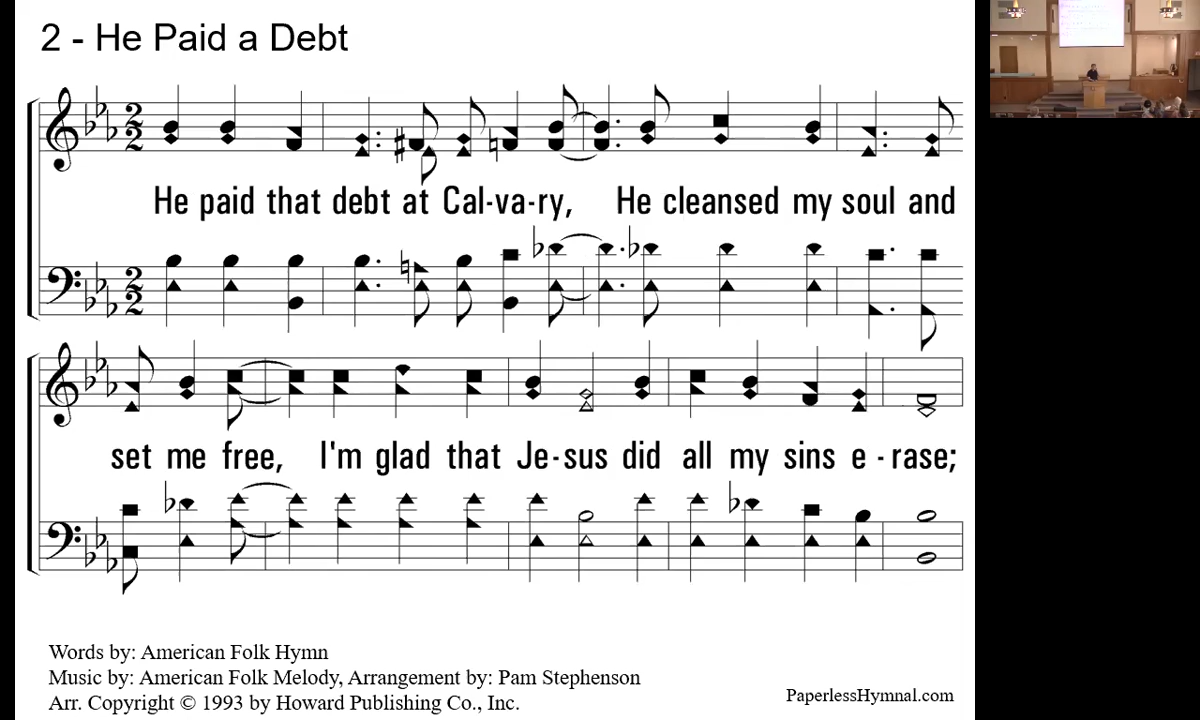 2 - He Paid a Debt
He paid that debt at Cal-va-ry, He cleansed my soul and
set me free, I'm glad that Je-sus did all my sins e - rase;
Words by: American Folk Hymn
Music by: American Folk Melody, Arrangement by: Pam Stephenson
Arr. Copyright © 1993 by Howard Publishing Co., Inc.
PaperlessHymnal.com